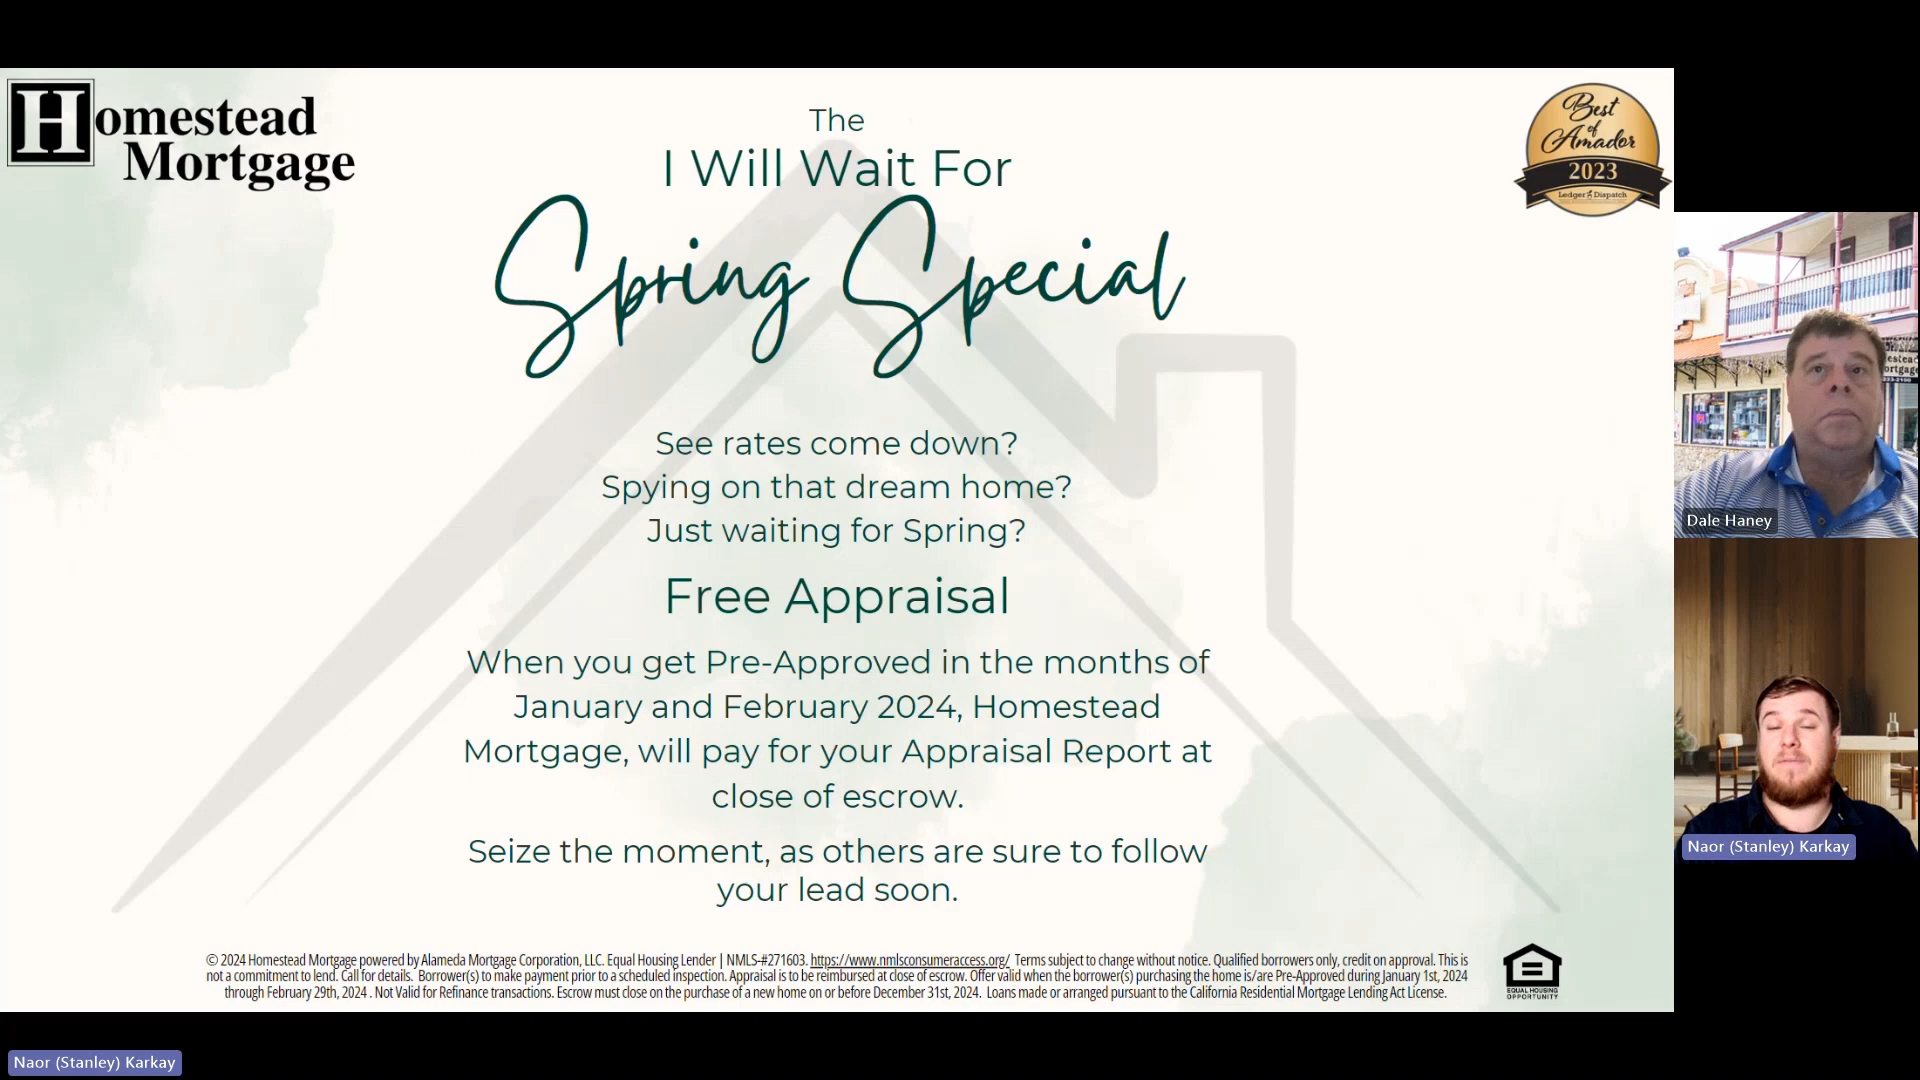 Homestead
Mortgage
The
I Will Wait For
Spring Special
Best
of
Amador
2023
Ledger Dispatch
See rates come down?
Spying on that dream home?
Just waiting for Spring?
Free Appraisal
When you get Pre-Approved in the months of
January and February 2024, Homestead
Mortgage, will pay for your Appraisal Report at
close of escrow.
Seize the moment, as others are sure to follow
your lead soon.
© 2024 Homestead Mortgage powered by Alameda Mortgage Corporation, LLC. Equal Housing Lender | NMLS-#271603. https://www.nmlsconsumeraccess.org/ Terms subject to change without notice. Qualified borrowers only, credit on approval. This is
not a commitment to lend. Call for details. Borrower(s) to make payment prior to a scheduled inspection. Appraisal is to be reimbursed at close of escrow. Offer valid when the borrower(s) purchasing the home is/are Pre-Approved during January 1st, 2024
through February 29th, 2024 . Not Valid for Refinance transactions. Escrow must close on the purchase of a new home on or before December 31st, 2024. Loans made or arranged pursuant to the California Residential Mortgage Lending Act License.
EQUAL HOUSING
OPPORTUNITY
Dale Haney
Naor (Stanley) Karkay
Naor (Stanley) Karkay